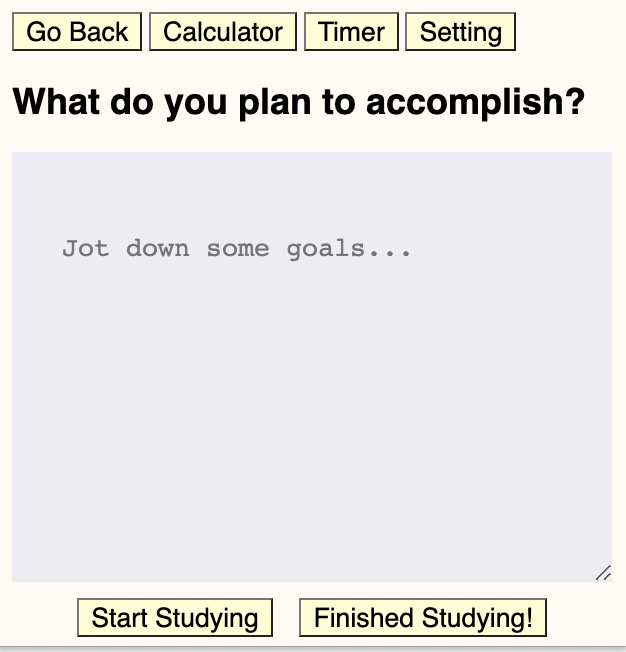 Go Back Calculator Timer Setting
What do you plan to accomplish?
Jot down some goals...
Start Studying Finished Studying!